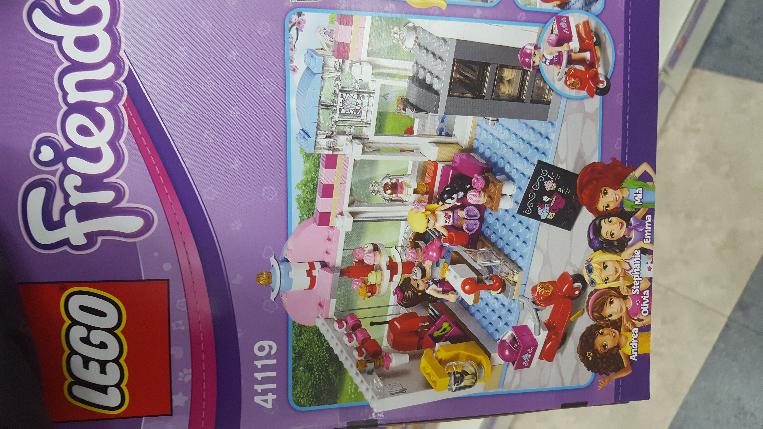 LEGO
Friends
41119
Andrea
Olivia
Stephanie
Emma
Mia